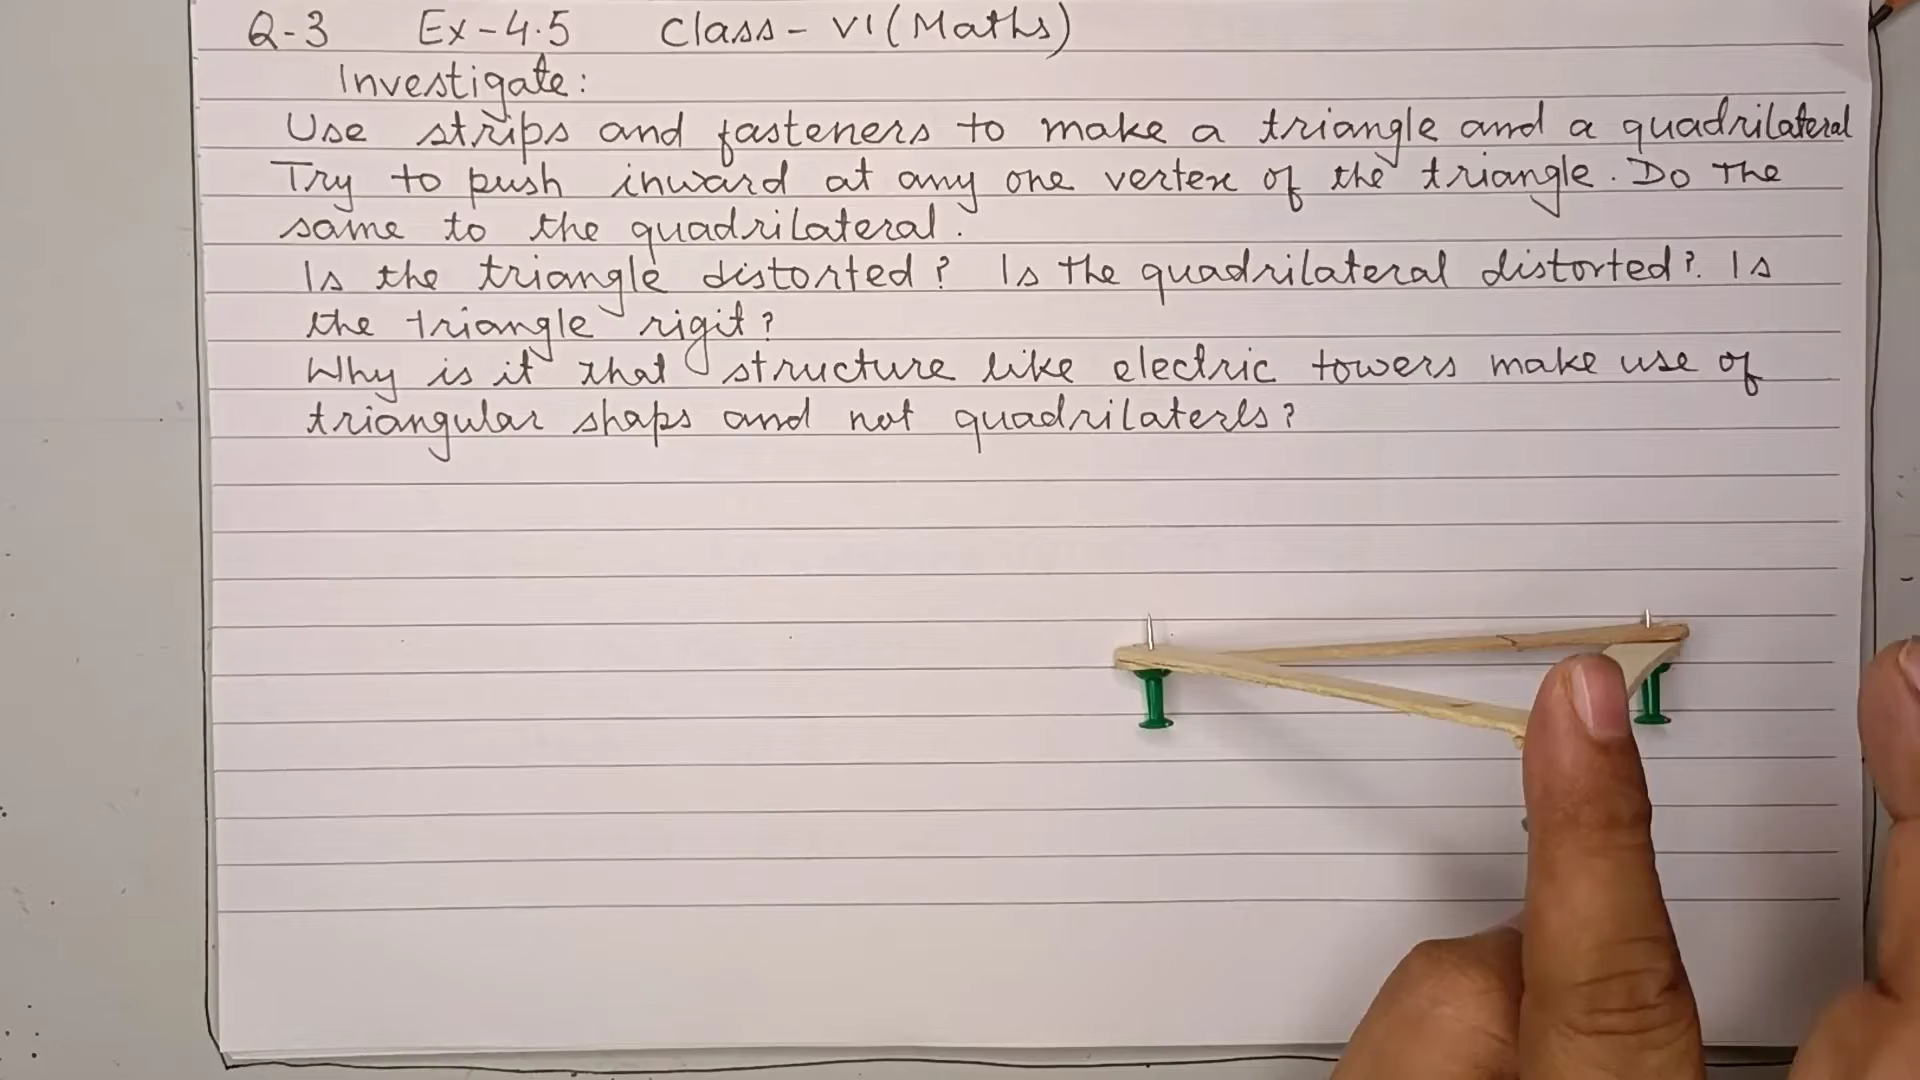 Q-3 Ex-4.5 Class-VI (Maths)
Investigate:
Use strips and fasteners to make a triangle and a quadrilateral
Try to push inward at any one vertex of the triangle. Do The
same to the quadrilateral.
Is the triangle distorted? Is the quadrilateral distorted?. Is
the triangle rigit?
Why is it that structure like electric towers make use of
triangular shaps and not quadrilaterls?